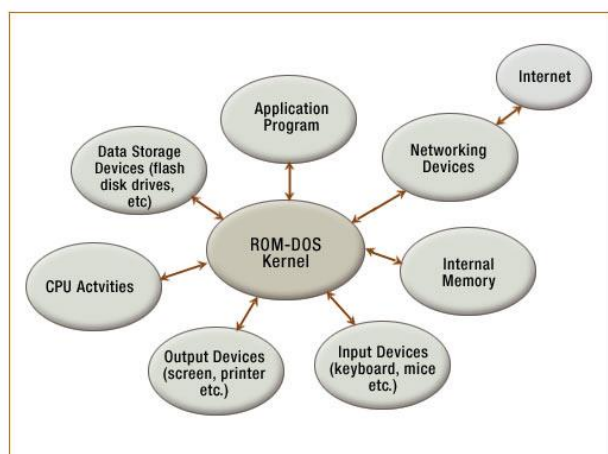 Internet
Application
Program
Networking
Devices
Data Storage
Devices (flash
disk drives,
etc)
ROM-DOS
Kernel
Internal
Memory
CPU Actvities
Output Devices
(screen, printer
etc.)
Input Devices
(keyboard, mice
etc.)